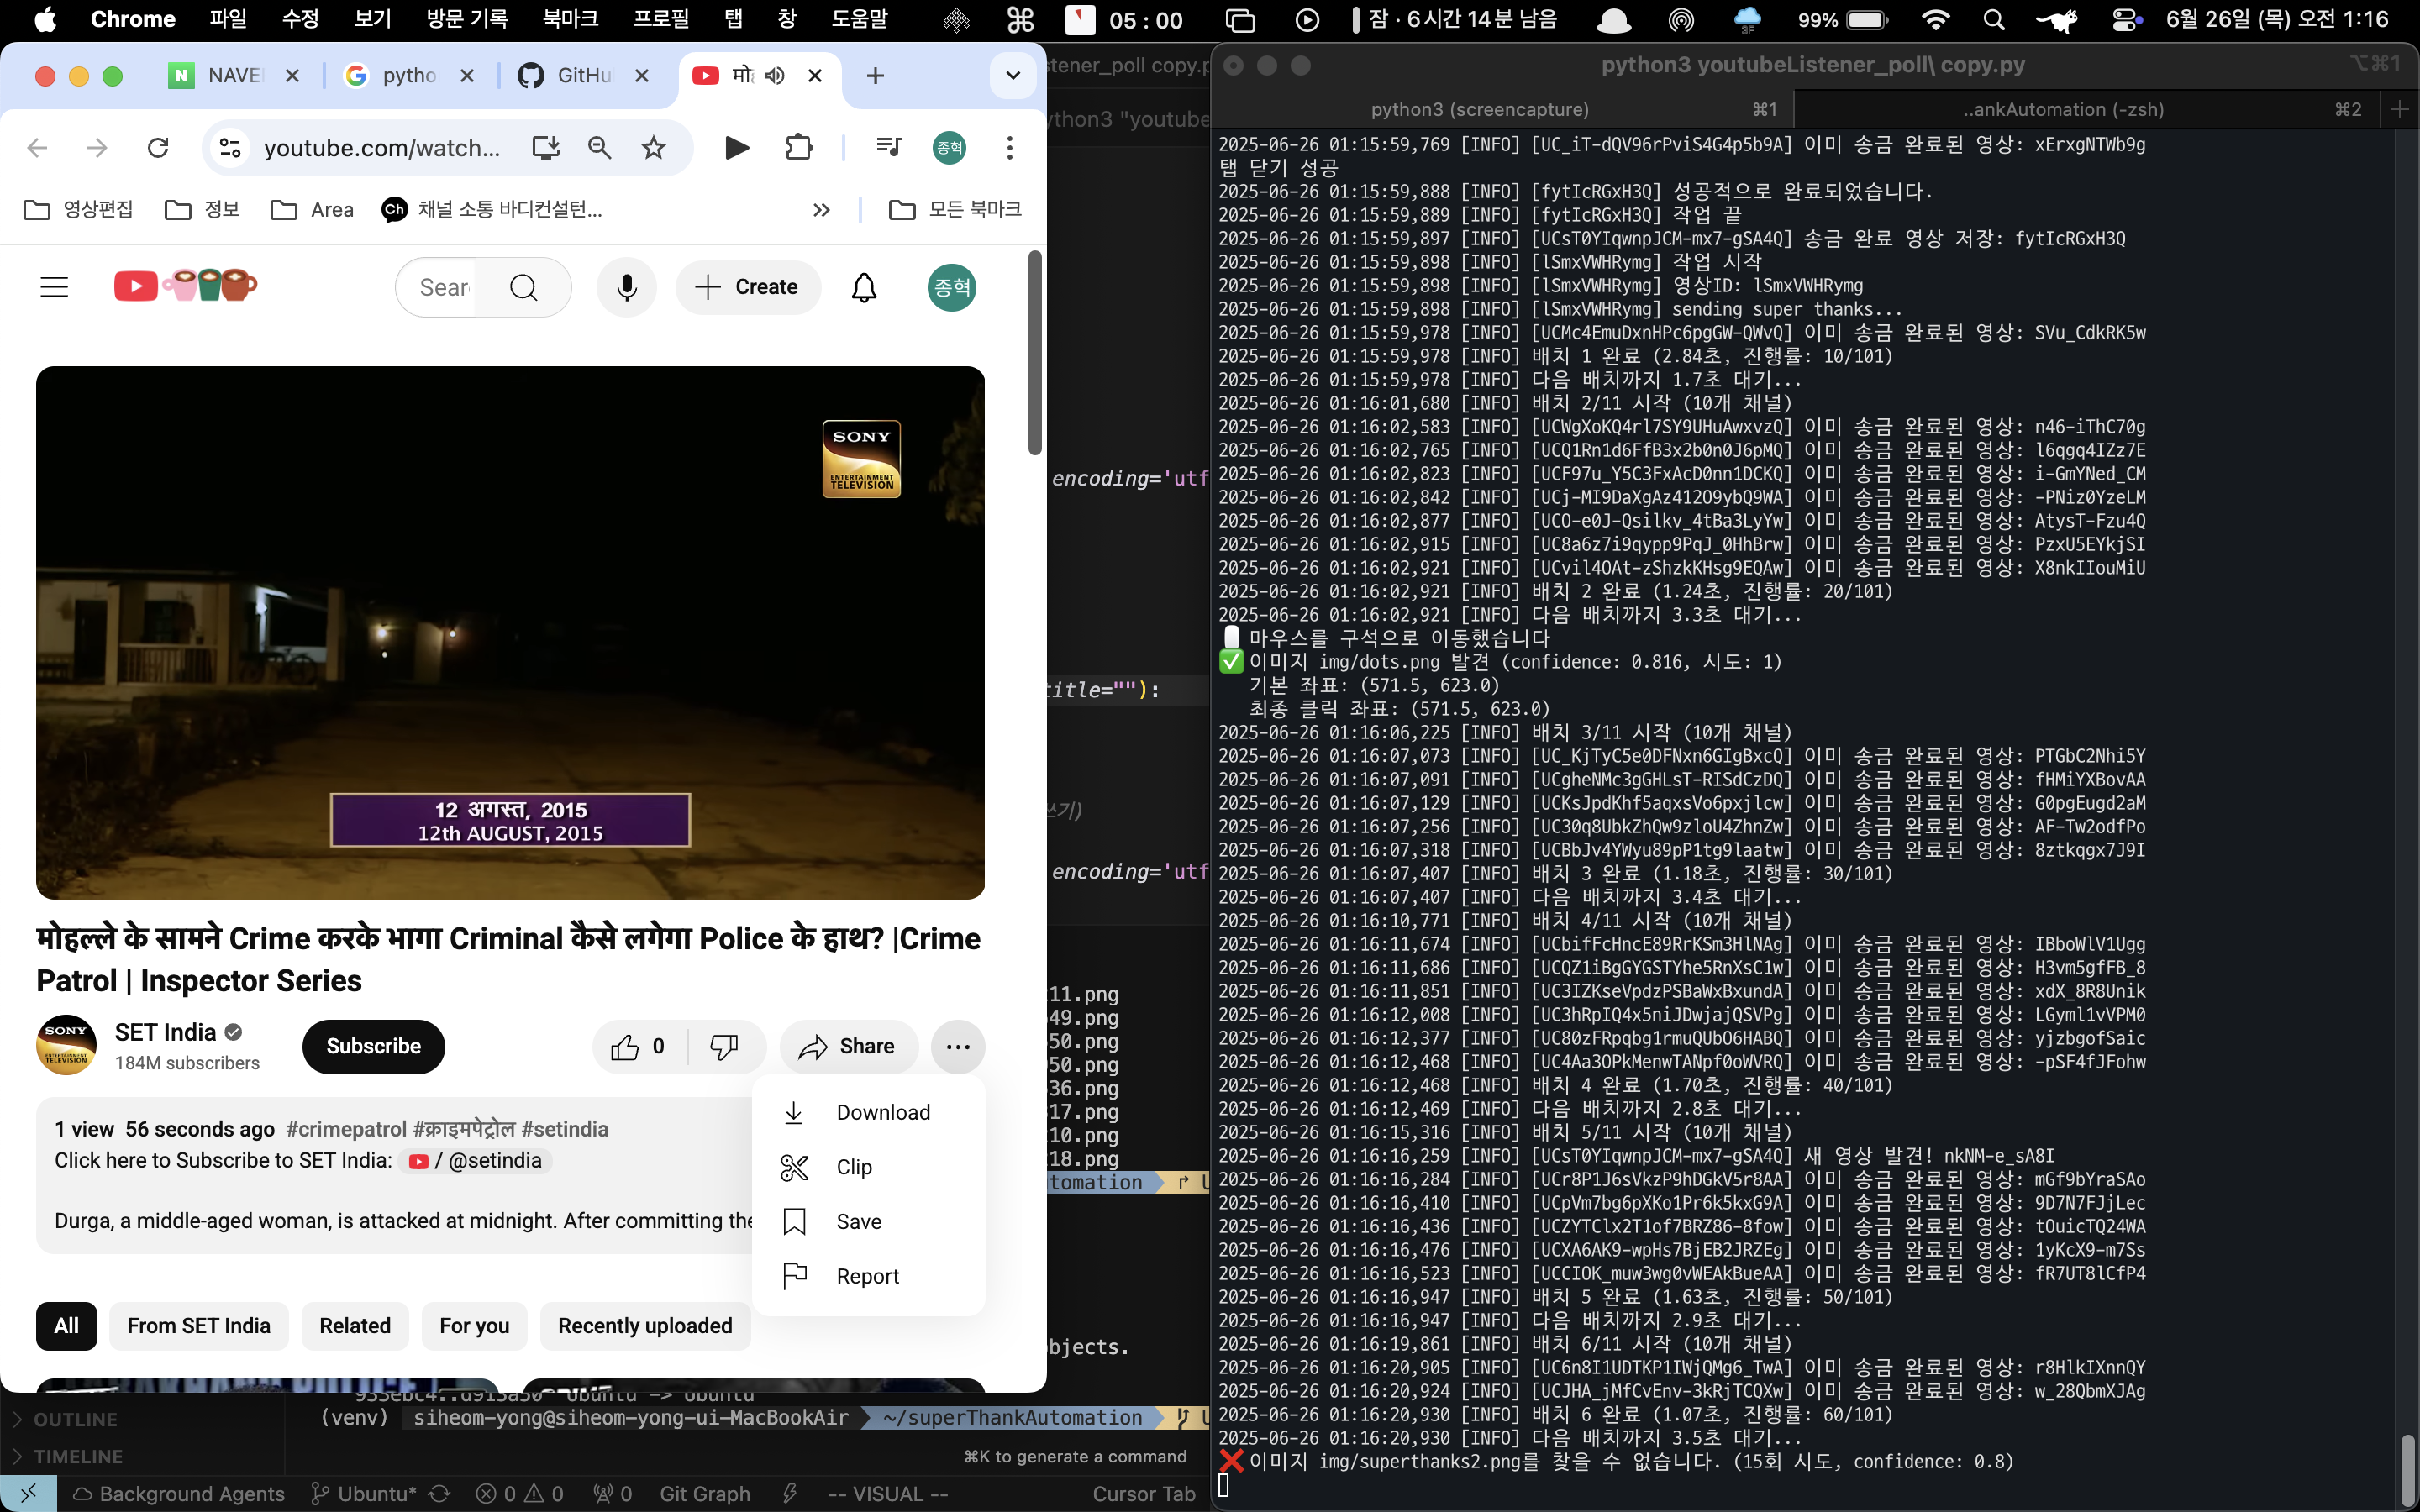 Chrome 파일 수정 보기 방문 기록 북마크 프로필 탭 창 도움말 05 : 00 잠 · 6시간 14분 남음 3F 99% 6월 26일 (목) 오전 1:16
NAVE
pytho
GitHu
youtube.com/watch...
종혁
영상편집 정보 Area Ch 채널 소통 바디컨설턴... 모든 북마크
Sear
Create
종혁
SONY
ENTERTAINMENT
TELEVISION
12 अगस्त, 2015
12th AUGUST, 2015
मोहल्ले के सामने Crime करके भागा Criminal कैसे लगेगा Police के हाथ? |Crime
Patrol | Inspector Series
SONY
SET India
184M subscribers
Subscribe
0
Share
Download
Clip
Save
Report
1 view 56 seconds ago #crimepatrol #क्राइमपेट्रोल #setindia
Click here to Subscribe to SET India: / @setindia
Durga, a middle-aged woman, is attacked at midnight. After committing the
All From SET India Related For you Recently uploaded
stener_poll copy.p
ython3 "youtube
encoding='utf
title=""):
쓰기)
encoding='utf
11.png
49.png
50.png
50.png
36.png
17.png
10.png
18.png
tomation
bjects.
933ebc4..d913a50 Ubuntu -> Ubuntu
(venv) siheom-yong@siheom-yong-ui-MacBookAir ~/superThankAutomation
OUTLINE
TIMELINE
⌘K to generate a command
Background Agents Ubuntu* 0 0 0 Git Graph -- VISUAL -- Cursor Tab
python3 youtubeListener_poll\ copy.py ⌥⌘1
python3 (screencapture) ⌘1 ..ankAutomation (-zsh) ⌘2
2025-06-26 01:15:59,769 [INFO] [UC_iT-dQV96rPviS4G4p5b9A] 이미 송금 완료된 영상: xErxgNTWb9g
탭 닫기 성공
2025-06-26 01:15:59,888 [INFO] [fytIcRGxH3Q] 성공적으로 완료되었습니다.
2025-06-26 01:15:59,889 [INFO] [fytIcRGxH3Q] 작업 끝
2025-06-26 01:15:59,897 [INFO] [UCsT0YIqwnpJCM-mx7-gSA4Q] 송금 완료 영상 저장: fytIcRGxH3Q
2025-06-26 01:15:59,898 [INFO] [lSmxVWHRymg] 작업 시작
2025-06-26 01:15:59,898 [INFO] [lSmxVWHRymg] 영상ID: lSmxVWHRymg
2025-06-26 01:15:59,898 [INFO] [lSmxVWHRymg] sending super thanks...
2025-06-26 01:15:59,978 [INFO] [UCMc4EmuDxnHPc6pgGW-QWvQ] 이미 송금 완료된 영상: SVu_CdkRK5w
2025-06-26 01:15:59,978 [INFO] 배치 1 완료 (2.84초, 진행률: 10/101)
2025-06-26 01:15:59,978 [INFO] 다음 배치까지 1.7초 대기...
2025-06-26 01:16:01,680 [INFO] 배치 2/11 시작 (10개 채널)
2025-06-26 01:16:02,583 [INFO] [UCWgXoKQ4rl7SY9UHuAwxvzQ] 이미 송금 완료된 영상: n46-iThC70g
2025-06-26 01:16:02,765 [INFO] [UCQ1Rn1d6FfB3x2b0n0J6pMQ] 이미 송금 완료된 영상: l6qgq4IZz7E
2025-06-26 01:16:02,823 [INFO] [UCF97u_Y5C3FxAcD0nn1DCKQ] 이미 송금 완료된 영상: i-GmYNed_CM
2025-06-26 01:16:02,842 [INFO] [UCj-MI9DaXgAz412O9ybQ9WA] 이미 송금 완료된 영상: -PNiz0YzeLM
2025-06-26 01:16:02,877 [INFO] [UCO-e0J-Qsilkv_4tBa3LyYw] 이미 송금 완료된 영상: AtysT-Fzu4Q
2025-06-26 01:16:02,915 [INFO] [UC8a6z7i9qypp9PqJ_0HhBrw] 이미 송금 완료된 영상: PzxU5EYkjSI
2025-06-26 01:16:02,921 [INFO] [UCvil4OAt-zShzkKHsg9EQAw] 이미 송금 완료된 영상: X8nkIIouMiU
2025-06-26 01:16:02,921 [INFO] 배치 2 완료 (1.24초, 진행률: 20/101)
2025-06-26 01:16:02,921 [INFO] 다음 배치까지 3.3초 대기...
마우스를 구석으로 이동했습니다
✅이미지 img/dots.png 발견 (confidence: 0.816, 시도: 1)
기본 좌표: (571.5, 623.0)
최종 클릭 좌표: (571.5, 623.0)
2025-06-26 01:16:06,225 [INFO] 배치 3/11 시작 (10개 채널)
2025-06-26 01:16:07,073 [INFO] [UC_KjTyC5e0DFNxn6GIgBxcQ] 이미 송금 완료된 영상: PTGbC2Nhi5Y
2025-06-26 01:16:07,091 [INFO] [UCgheNMc3gGHLsT-RISdCzDQ] 이미 송금 완료된 영상: fHMiYXBovAA
2025-06-26 01:16:07,129 [INFO] [UCKsJpdKhf5aqxsVo6pxjlcw] 이미 송금 완료된 영상: G0pgEugd2aM
2025-06-26 01:16:07,256 [INFO] [UC30q8UbkZhQw9zloU4ZhnZw] 이미 송금 완료된 영상: AF-Tw2odfPo
2025-06-26 01:16:07,318 [INFO] [UCBbJv4YWyu89pP1tg9laatw] 이미 송금 완료된 영상: 8ztkqgx7J9I
2025-06-26 01:16:07,407 [INFO] 배치 3 완료 (1.18초, 진행률: 30/101)
2025-06-26 01:16:07,407 [INFO] 다음 배치까지 3.4초 대기...
2025-06-26 01:16:10,771 [INFO] 배치 4/11 시작 (10개 채널)
2025-06-26 01:16:11,674 [INFO] [UCbifFcHncE89RrKSm3HlNAg] 이미 송금 완료된 영상: IBboWlV1Ugg
2025-06-26 01:16:11,686 [INFO] [UCQZ1iBgGYGSTYhe5RnXsC1w] 이미 송금 완료된 영상: H3vm5gfFB_8
2025-06-26 01:16:11,851 [INFO] [UC3IZKseVpdzPSBaWxBxundA] 이미 송금 완료된 영상: xdX_8R8Unik
2025-06-26 01:16:12,008 [INFO] [UC3hRpIQ4x5niJDwjajQSVPg] 이미 송금 완료된 영상: LGyml1vVPM0
2025-06-26 01:16:12,377 [INFO] [UC80zFRpqbg1rmuQUbO6HABQ] 이미 송금 완료된 영상: yjzbgofSaic
2025-06-26 01:16:12,468 [INFO] [UC4Aa3OPkMenwTANpf0oWVRQ] 이미 송금 완료된 영상: -pSF4fJFohw
2025-06-26 01:16:12,468 [INFO] 배치 4 완료 (1.70초, 진행률: 40/101)
2025-06-26 01:16:12,469 [INFO] 다음 배치까지 2.8초 대기...
2025-06-26 01:16:15,316 [INFO] 배치 5/11 시작 (10개 채널)
2025-06-26 01:16:16,259 [INFO] [UCsT0YIqwnpJCM-mx7-gSA4Q] 새 영상 발견! nkNM-e_sA8I
2025-06-26 01:16:16,284 [INFO] [UCr8P1J6sVkzP9hDGkV5r8AA] 이미 송금 완료된 영상: mGf9bYraSAo
2025-06-26 01:16:16,410 [INFO] [UCpVm7bg6pXKo1Pr6k5kxG9A] 이미 송금 완료된 영상: 9D7N7FJjLec
2025-06-26 01:16:16,436 [INFO] [UCZYTClx2T1of7BRZ86-8fow] 이미 송금 완료된 영상: tOuicTQ24WA
2025-06-26 01:16:16,476 [INFO] [UCXA6AK9-wpHs7BjEB2JRZEg] 이미 송금 완료된 영상: 1yKcX9-m7Ss
2025-06-26 01:16:16,523 [INFO] [UCCIOK_muw3wg0vWEAkBueAA] 이미 송금 완료된 영상: fR7UT8lCfP4
2025-06-26 01:16:16,947 [INFO] 배치 5 완료 (1.63초, 진행률: 50/101)
2025-06-26 01:16:16,947 [INFO] 다음 배치까지 2.9초 대기...
2025-06-26 01:16:19,861 [INFO] 배치 6/11 시작 (10개 채널)
2025-06-26 01:16:20,905 [INFO] [UC6n8I1UDTKP1IWjQMg6_TwA] 이미 송금 완료된 영상: r8HlkIXnnQY
2025-06-26 01:16:20,924 [INFO] [UCJHA_jMfCvEnv-3kRjTCQXw] 이미 송금 완료된 영상: w_28QbmXJAg
2025-06-26 01:16:20,930 [INFO] 배치 6 완료 (1.07초, 진행률: 60/101)
2025-06-26 01:16:20,930 [INFO] 다음 배치까지 3.5초 대기...
❌이미지 img/superthanks2.png를 찾을 수 없습니다. (15회 시도, confidence: 0.8)